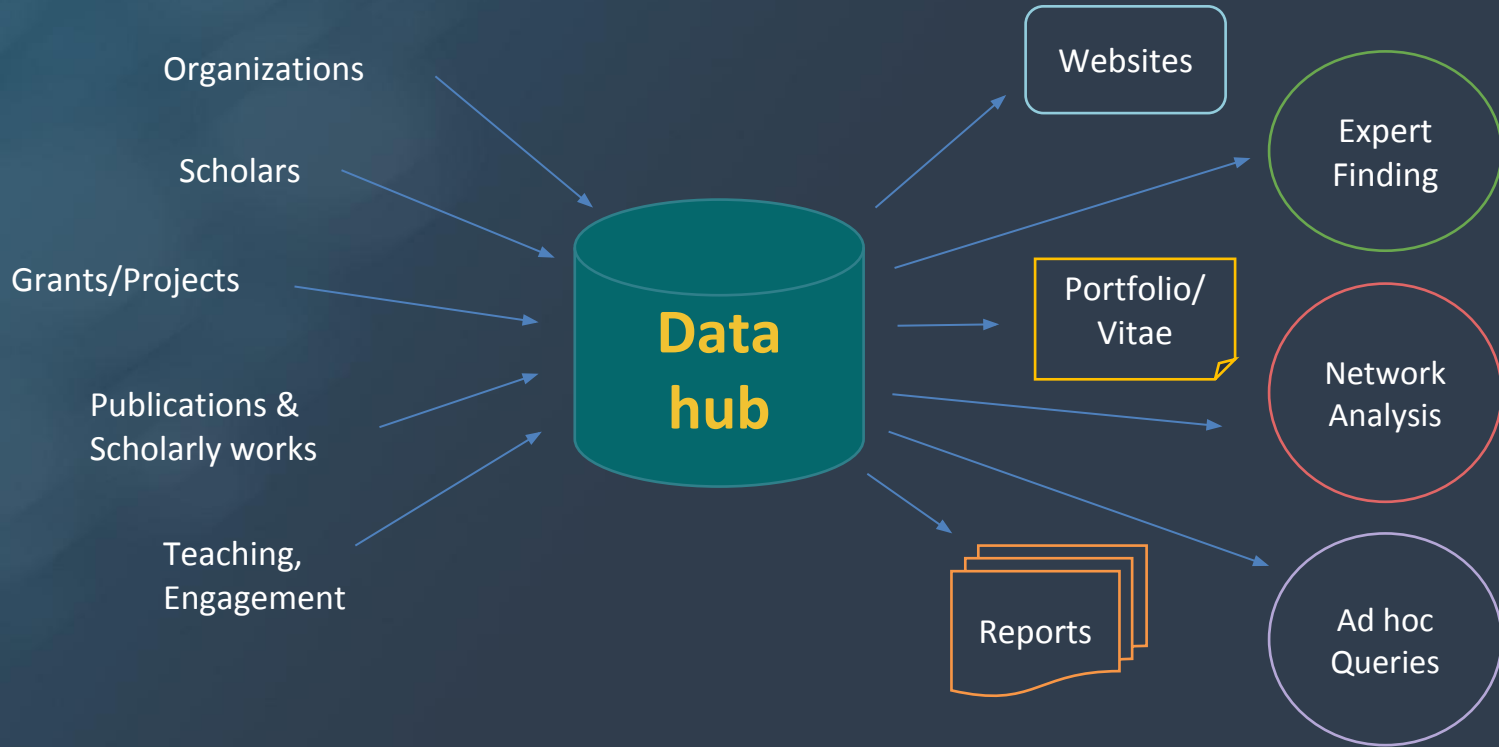 Organizations
Scholars
Grants/Projects
Publications &
Scholarly works
Teaching,
Engagement
Data
hub
Websites
Expert
Finding
Portfolio/
Vitae
Network
Analysis
Reports
Ad hoc
Queries